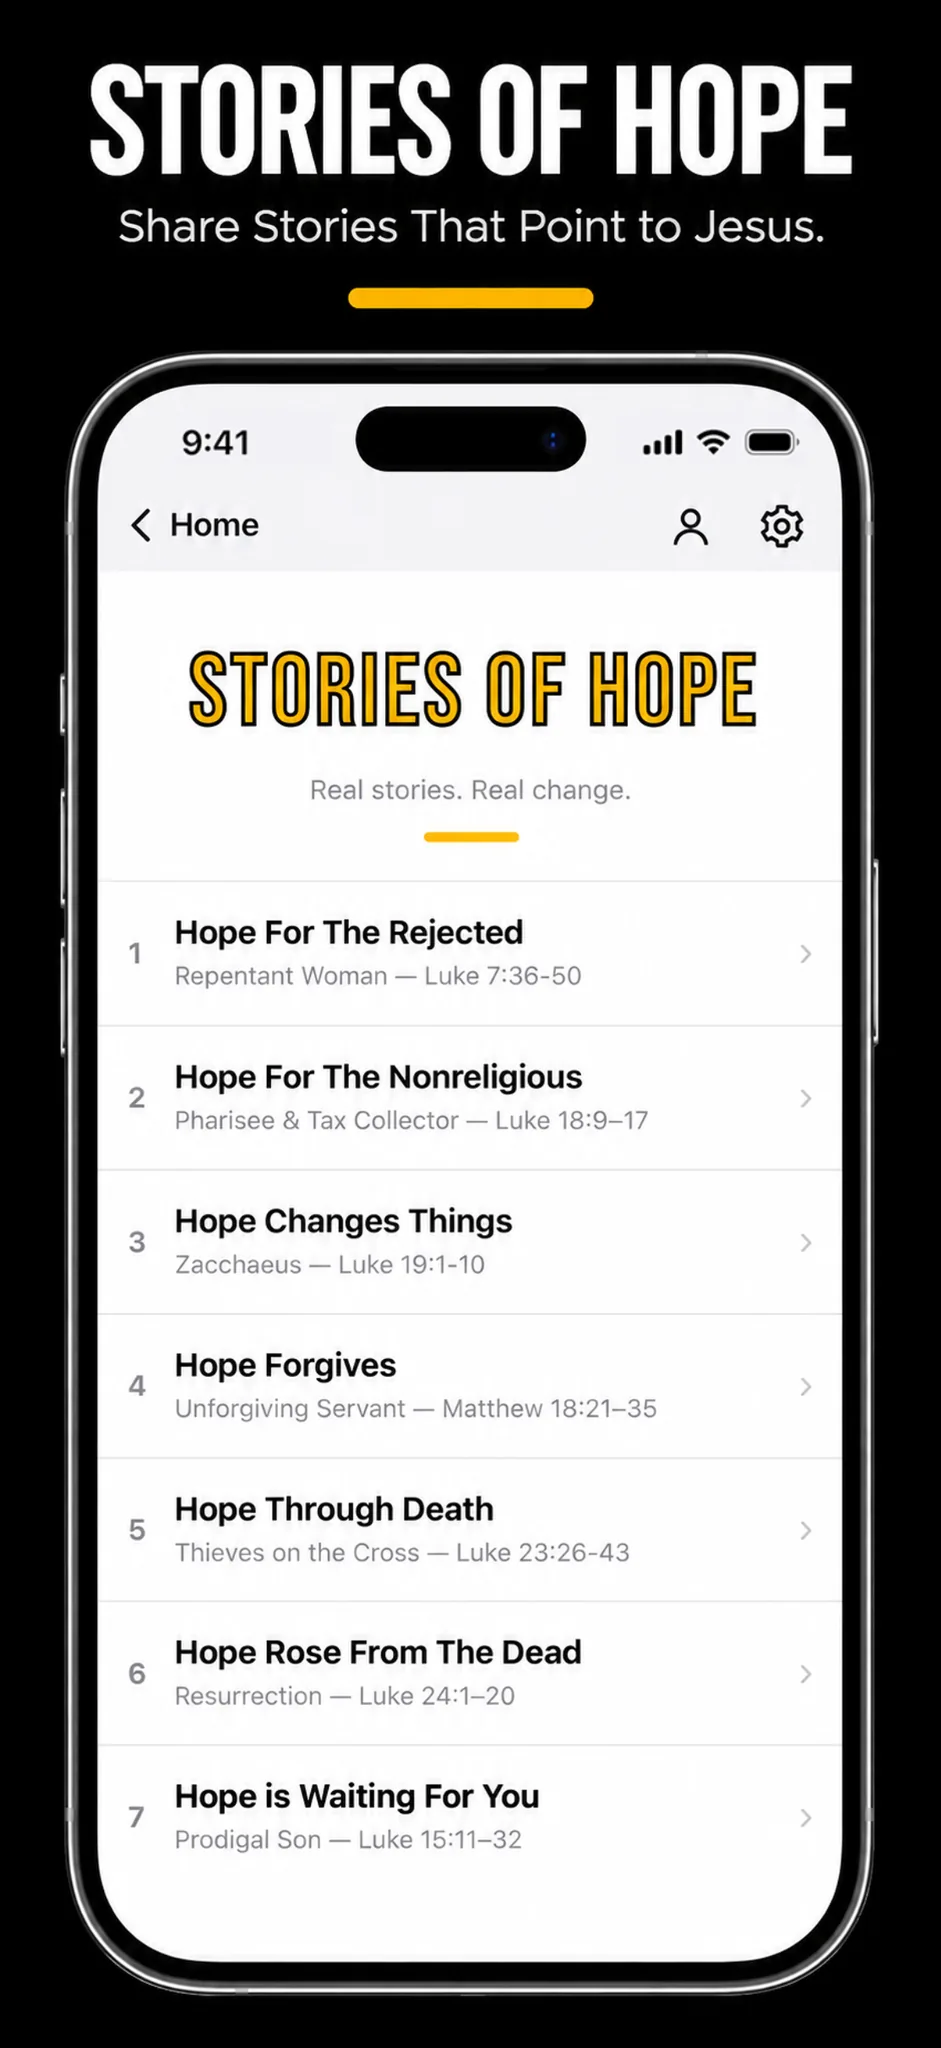 STORIES OF HOPE
Share Stories That Point to Jesus.
9:41
Home
STORIES OF HOPE
Real stories. Real change.
1
Hope For The Rejected
Repentant Woman — Luke 7:36-50
2
Hope For The Nonreligious
Pharisee & Tax Collector — Luke 18:9–17
3
Hope Changes Things
Zacchaeus — Luke 19:1-10
4
Hope Forgives
Unforgiving Servant — Matthew 18:21–35
5
Hope Through Death
Thieves on the Cross — Luke 23:26-43
6
Hope Rose From The Dead
Resurrection — Luke 24:1–20
7
Hope is Waiting For You
Prodigal Son — Luke 15:11–32